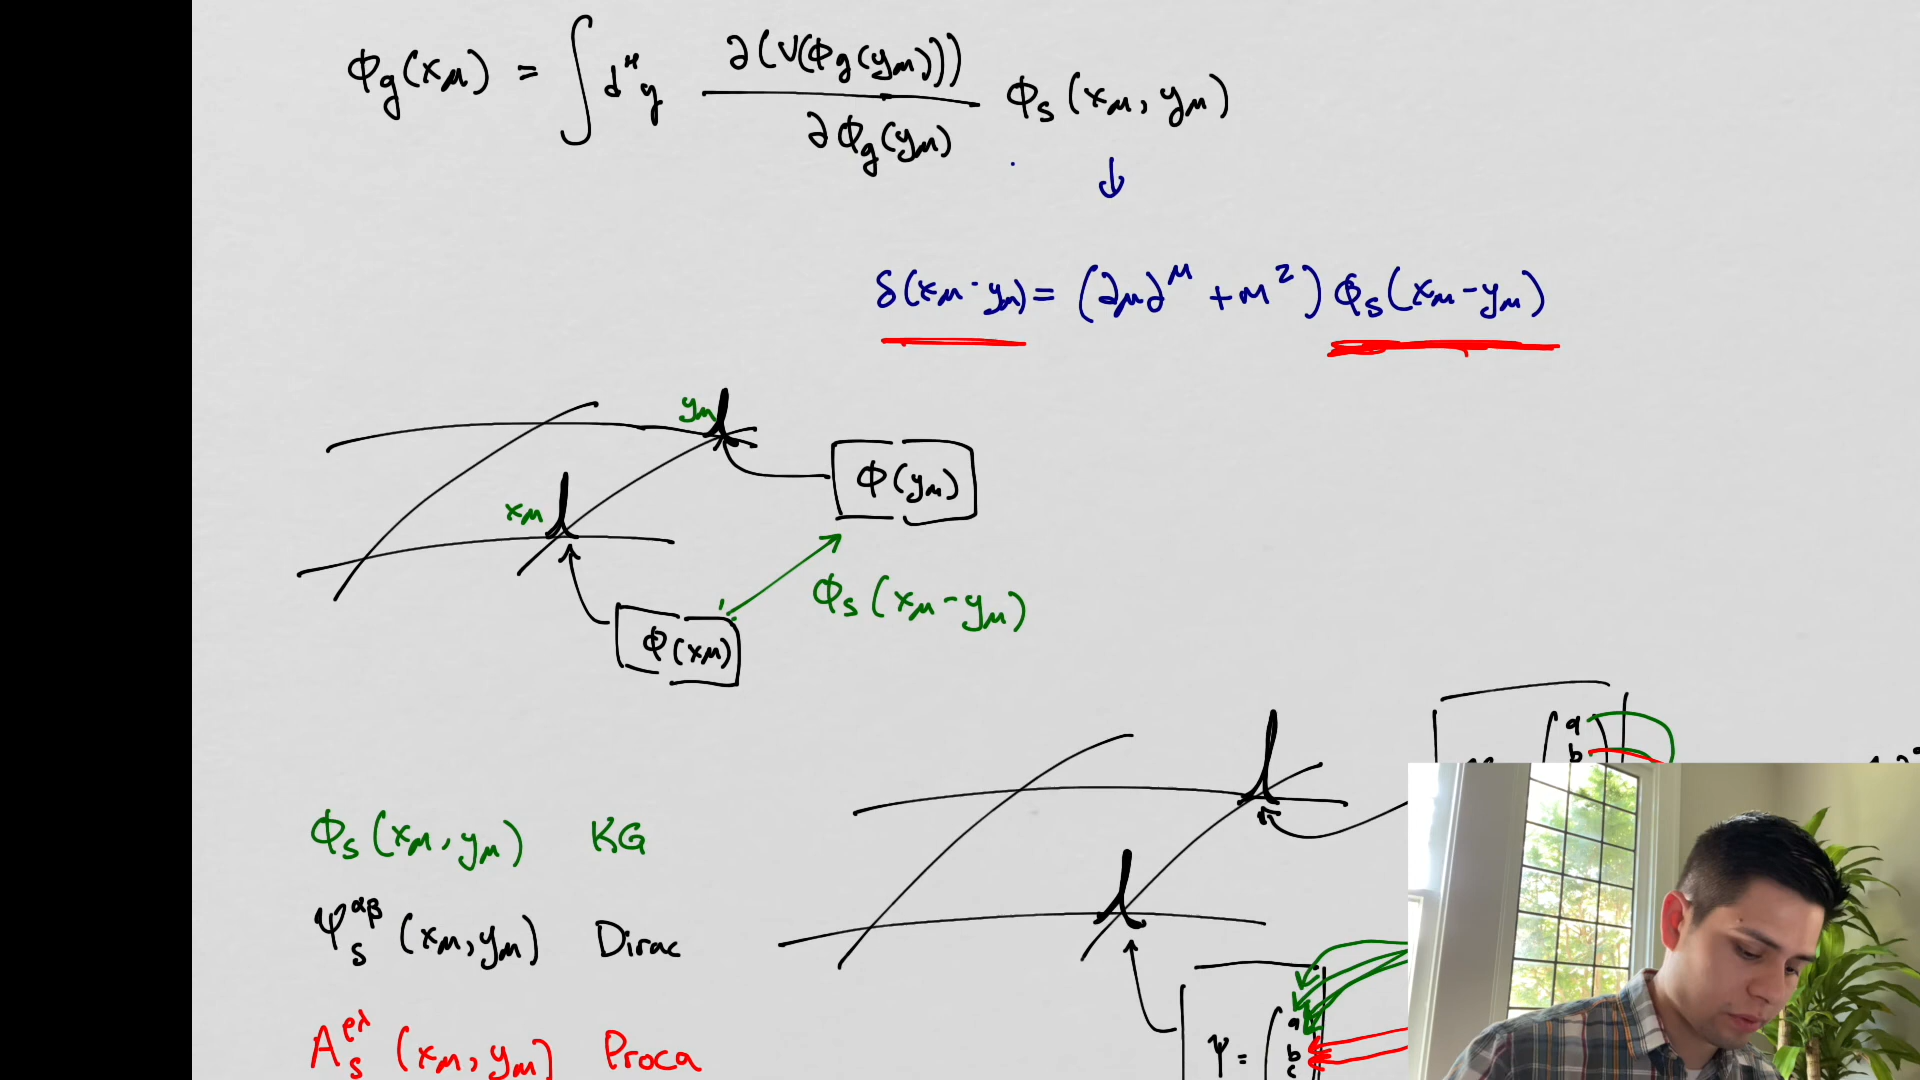 ϕg(xμ) = ∫ d⁴y ∂(V(ϕg(yμ))) / ∂ϕg(yμ) ϕs(xμ, yμ)
↓
δ(xμ - yμ) = (∂μ∂^μ + m²) ϕs(xμ - yμ)
yμ
ϕ(yμ)
xμ
ϕs(xμ - yμ)
ϕ(xμ)
a
b
ϕs(xμ, yμ) KG
ψs^αβ(xμ, yμ) Dirac
As^ρλ(xμ, yμ) Proca
ψ = ( a
b
c